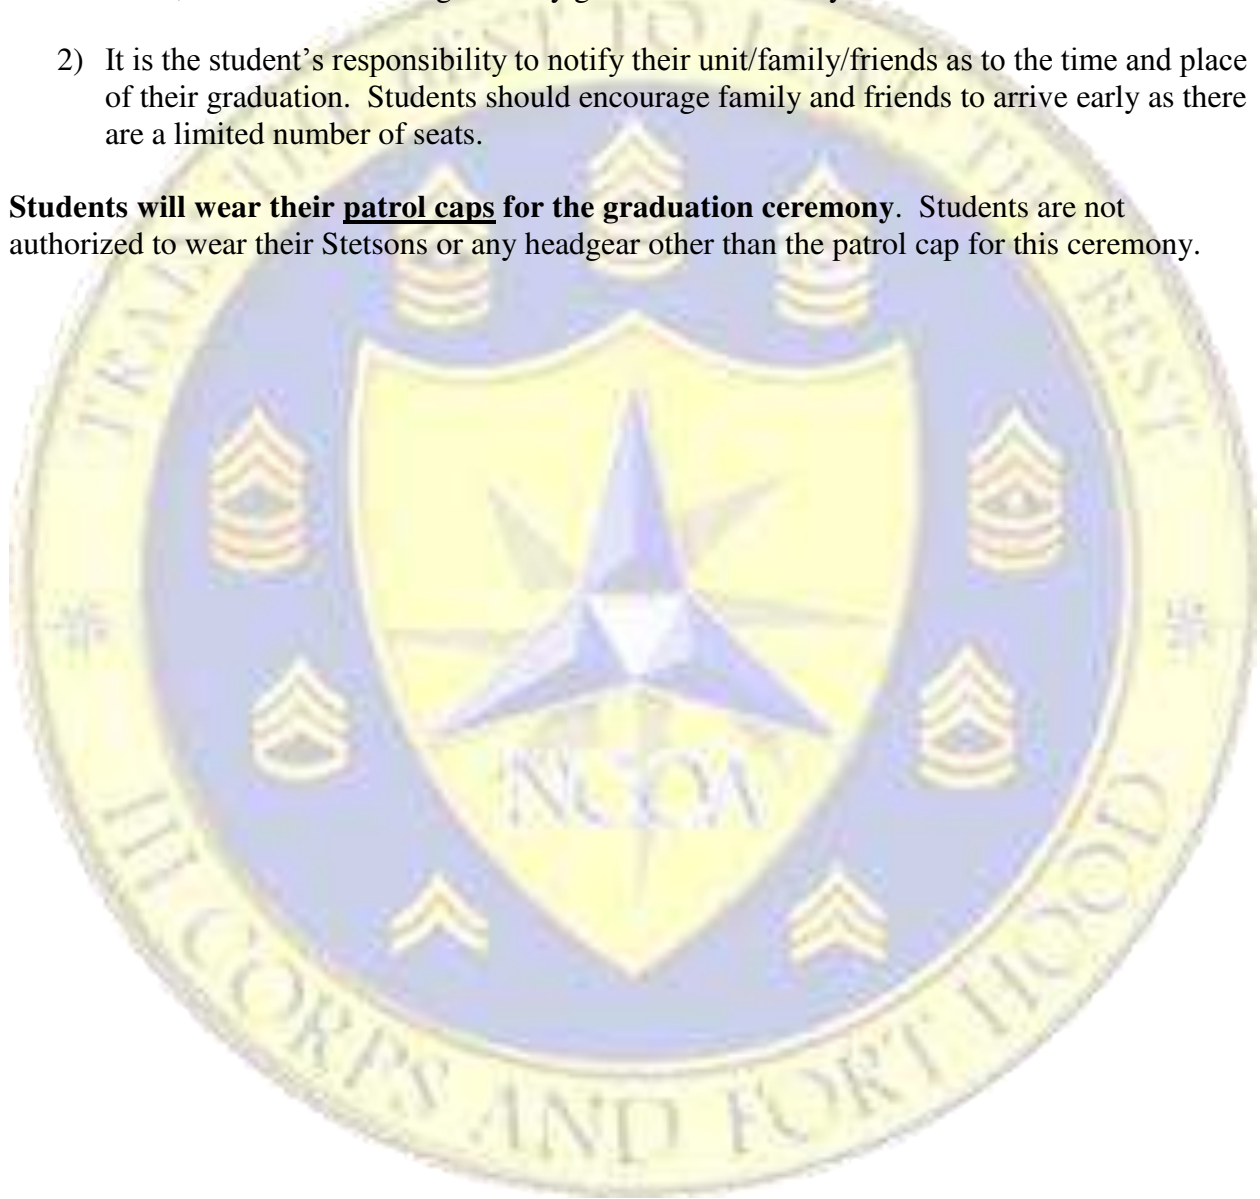 2) It is the student’s responsibility to notify their unit/family/friends as to the time and place
of their graduation.  Students should encourage family and friends to arrive early as there
are a limited number of seats.
Students will wear their patrol caps for the graduation ceremony.  Students are not
authorized to wear their Stetsons or any headgear other than the patrol cap for this ceremony.
NCOA
III CORPS AND FORT HOOD